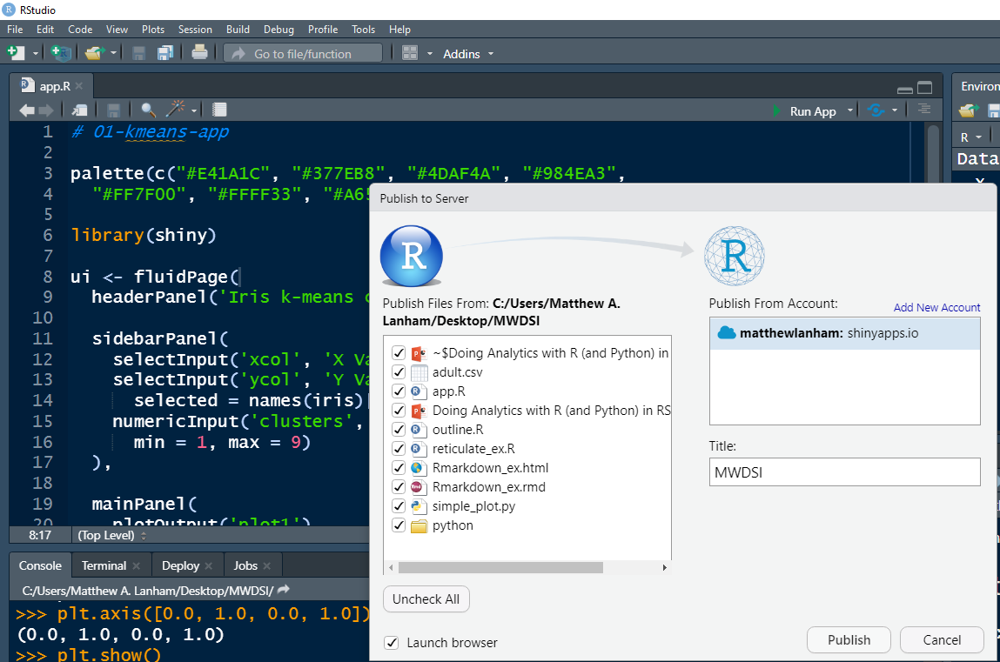 RStudio
File Edit Code View Plots Session Build Debug Profile Tools Help
Go to file/function
Addins
app.R
Run App
1 # 01-kmeans-app
2
3 palette(c("#E41A1C", "#377EB8", "#4DAF4A", "#984EA3",
4 "#FF7F00", "#FFFF33", "#A65
5
6 library(shiny)
7
8 ui <- fluidPage(
9 headerPanel('Iris k-means c
10
11 sidebarPanel(
12 selectInput('xcol', 'X Va
13 selectInput('ycol', 'Y Va
14 selected = names(iris)
15 numericInput('clusters',
16 min = 1, max = 9)
17 ),
18
19 mainPanel(
20 plotOutput('plot1')
8:17 (Top Level)
Console Terminal Deploy Jobs
C:/Users/Matthew A. Lanham/Desktop/MWDSI/
>>> plt.axis([0.0, 1.0, 0.0, 1.0])
(0.0, 1.0, 0.0, 1.0)
>>> plt.show()
Environ
R
Data
Publish to Server
R
R
Publish Files From: C:/Users/Matthew A.
Lanham/Desktop/MWDSI
~$Doing Analytics with R (and Python) in
adult.csv
app.R
Doing Analytics with R (and Python) in RS
outline.R
reticulate_ex.R
Rmarkdown_ex.html
Rmarkdown_ex.rmd
simple_plot.py
python
Uncheck All
Launch browser
Publish From Account:
Add New Account
matthewlanham: shinyapps.io
Title:
MWDSI
Publish
Cancel